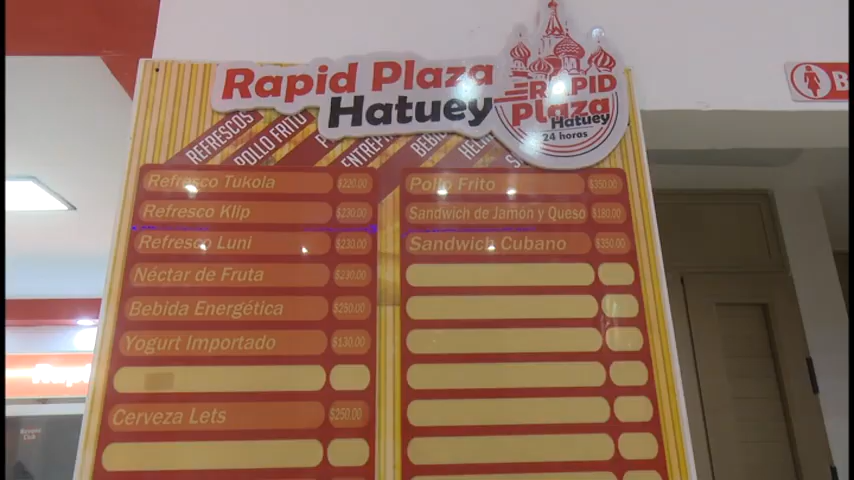 Rapid Plaza
Hatuey
RAPID
Plaza
Hatuey
24 horas
REFRESCOS
POLLO FRITO
Refresco Tukola $230.00
Refresco Klip $230.00
Refresco Luni $230.00
Néctar de Fruta $230.00
Bebida Energética $250.00
Yogurt Importado $130.00
Cerveza Lets $250.00
Pollo Frito $350.00
Sandwich de Jamón y Queso $180.00
Sandwich Cubano $350.00